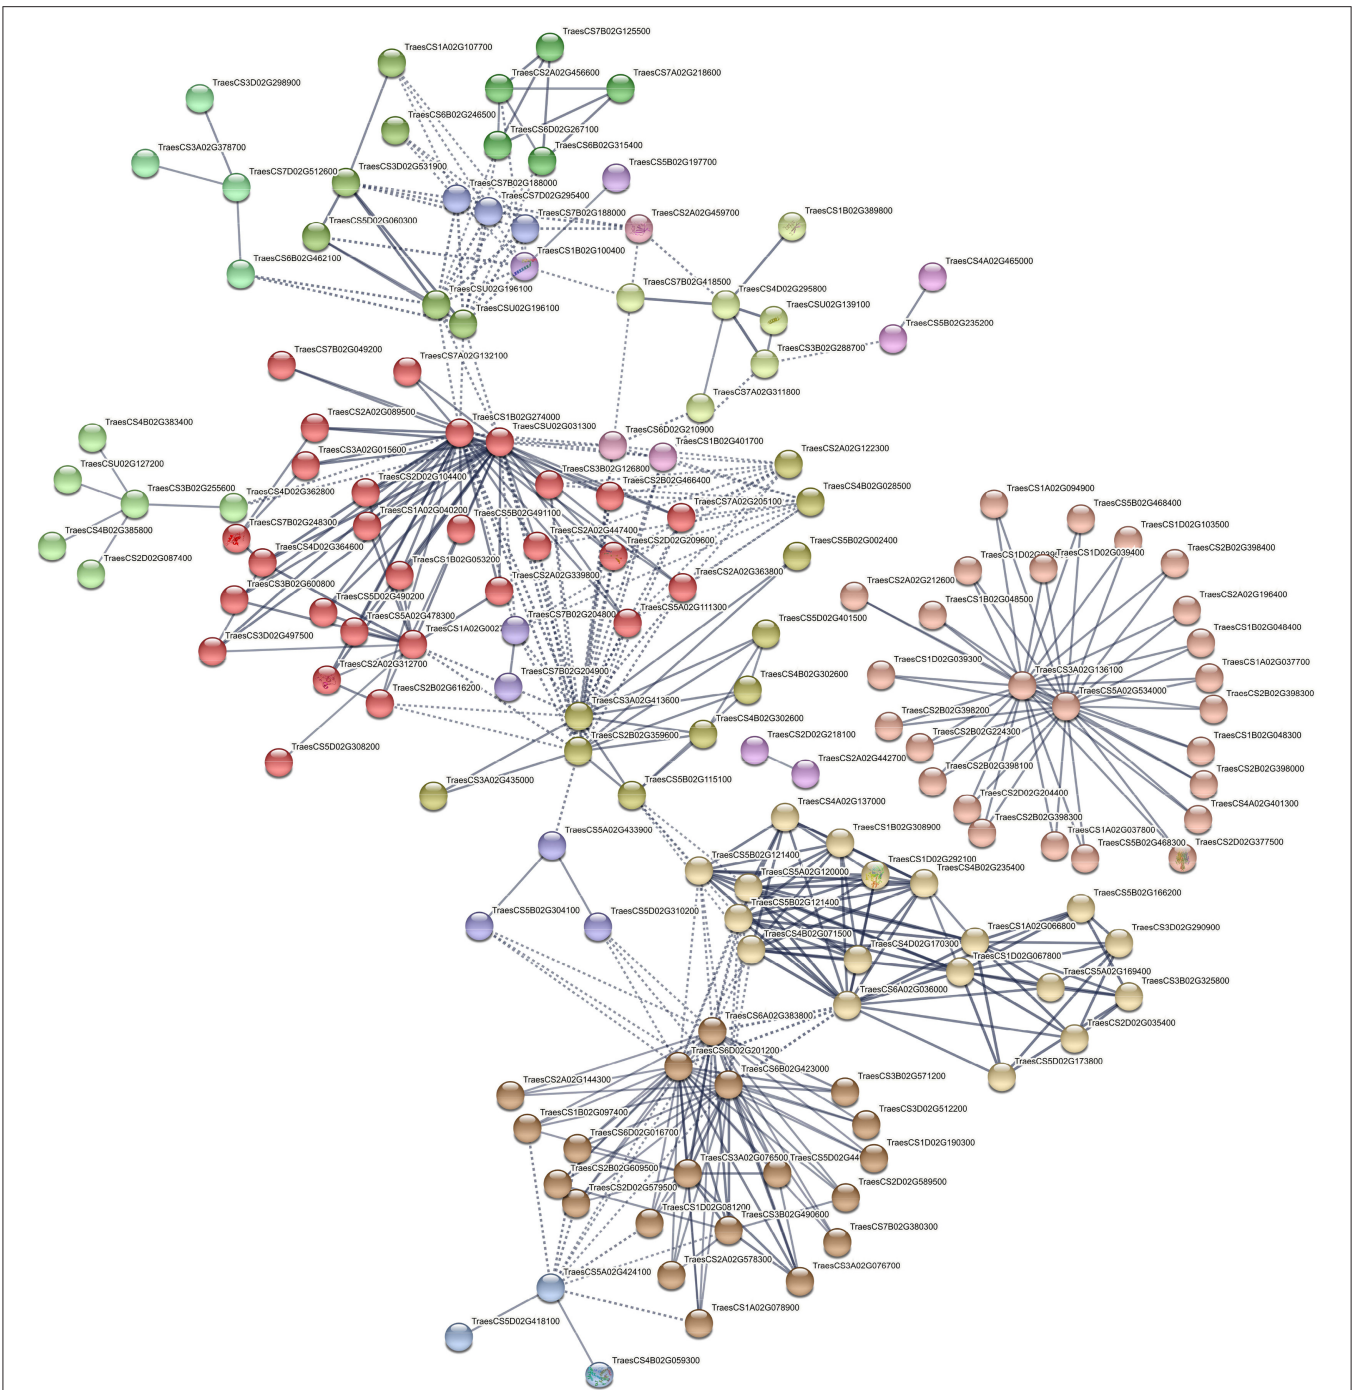 TraesCS7B02G125500
TraesCS1A02G107700
TraesCS2A02G456600
TraesCS7A02G218600
TraesCS3D02G298900
TraesCS6B02G246500
TraesCS6D02G267100
TraesCS6B02G315400
TraesCS3A02G378700
TraesCS5B02G197700
TraesCS3D02G531900
TraesCS7D02G512600
TraesCS7B02G188000
TraesCS7D02G295400
TraesCS5D02G060300
TraesCS7B02G188000
TraesCS2A02G459700
TraesCS1B02G389800
TraesCS1B02G100400
TraesCS6B02G462100
TraesCS4A02G465000
TraesCS7B02G418500
TraesCS4D02G295800
TraesCSU02G196100
TraesCSU02G139100
TraesCSU02G196100
TraesCS5B02G235200
TraesCS3B02G288700
TraesCS7B02G049200
TraesCS7A02G132100
TraesCS7A02G311800
TraesCS2A02G089500
TraesCS1B02G274000
TraesCS4B02G383400
TraesCSU02G031300
TraesCS6D02G210900
TraesCS1B02G401700
TraesCS2A02G122300
TraesCS3A02G015600
TraesCSU02G127200
TraesCS3B02G126800
TraesCS2D02G104400
TraesCS2B02G466400
TraesCS4B02G028500
TraesCS3B02G255600
TraesCS4D02G362800
TraesCS7A02G205100
TraesCS1A02G094900
TraesCS1A02G040200
TraesCS5B02G491100
TraesCS5B02G468400
TraesCS7B02G248300
TraesCS4B02G385800
TraesCS2A02G447400
TraesCS1D02G103500
TraesCS2D02G209600
TraesCS5B02G002400
TraesCS4D02G364600
TraesCS2B02G398400
TraesCS2D02G087400
TraesCS1B02G053200
TraesCS1D02G039400
TraesCS2A02G339800
TraesCS2A02G363800
TraesCS2A02G212600
TraesCS3B02G600800
TraesCS5D02G490200
TraesCS2A02G196400
TraesCS1B02G048500
TraesCS5A02G111300
TraesCS5A02G478300
TraesCS7B02G204800
TraesCS5D02G401500
TraesCS1B02G048400
TraesCS3D02G497500
TraesCS1A02G002
TraesCS1D02G039300
TraesCS3A02G136100
TraesCS1A02G037700
TraesCS2A02G312700
TraesCS7B02G204900
TraesCS4B02G302600
TraesCS5A02G534000
TraesCS2B02G616200
TraesCS2B02G398300
TraesCS3A02G413600
TraesCS2B02G398200
TraesCS4B02G302600
TraesCS2B02G224300
TraesCS2B02G359600
TraesCS2D02G218100
TraesCS1B02G048300
TraesCS5D02G308200
TraesCS2A02G442700
TraesCS2B02G398100
TraesCS2B02G398000
TraesCS3A02G435000
TraesCS5B02G115100
TraesCS2D02G204400
TraesCS4A02G137000
TraesCS4A02G401300
TraesCS2B02G398300
TraesCS5A02G433900
TraesCS1B02G308900
TraesCS1A02G037800
TraesCS5B02G468300
TraesCS2D02G377500
TraesCS5B02G121400
TraesCS1D02G292100
TraesCS4B02G235400
TraesCS5A02G120000
TraesCS5B02G166200
TraesCS5B02G121400
TraesCS5B02G304100
TraesCS5D02G310200
TraesCS1A02G066800
TraesCS3D02G290900
TraesCS4B02G071500
TraesCS4D02G170300
TraesCS1D02G067800
TraesCS5A02G169400
TraesCS3B02G325800
TraesCS6A02G036000
TraesCS6A02G383800
TraesCS2D02G035400
TraesCS6D02G201200
TraesCS5D02G173800
TraesCS6B02G423000
TraesCS3B02G571200
TraesCS2A02G144300
TraesCS3D02G512200
TraesCS1B02G097400
TraesCS6D02G016700
TraesCS1D02G190300
TraesCS3A02G076500
TraesCS5D02G44
TraesCS2B02G609500
TraesCS2D02G589500
TraesCS2D02G579500
TraesCS1D02G081200
TraesCS3B02G490600
TraesCS7B02G380300
TraesCS2A02G578300
TraesCS3A02G076700
TraesCS5A02G424100
TraesCS1A02G078900
TraesCS5D02G418100
TraesCS4B02G059300